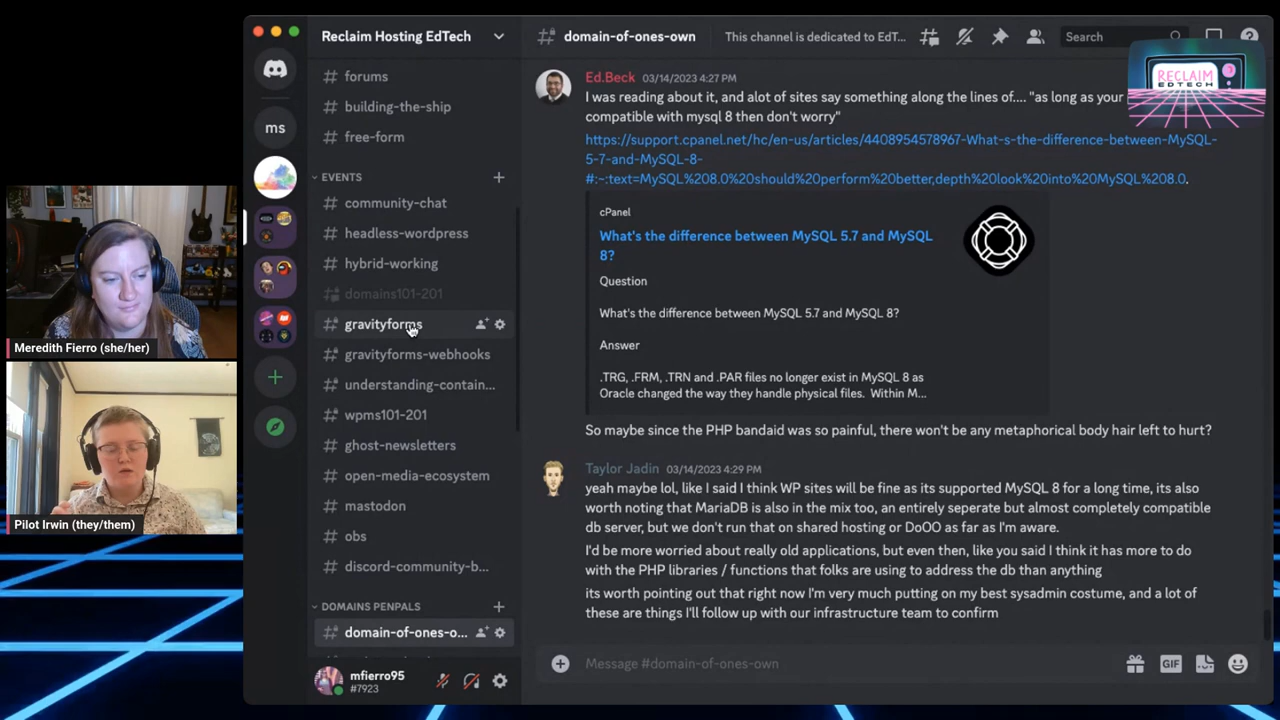 Reclaim Hosting EdTech
forums
building-the-ship
free-form
EVENTS
community-chat
headless-wordpress
hybrid-working
domains101-201
gravityforms
gravityforms-webhooks
understanding-contain...
wpms101-201
ghost-newsletters
open-media-ecosystem
mastodon
obs
discord-community-b...
DOMAINS PENPALS
domain-of-ones-o...
mfierro95
#7923
ms
domain-of-ones-own
This channel is dedicated to EdT...
Search
RECLAIM
EDTECH
Ed.Beck 03/14/2023 4:27 PM
I was reading about it, and alot of sites say something along the lines of.... "as long as your
compatible with mysql 8 then don't worry"
https://support.cpanel.net/hc/en-us/articles/4408954578967-What-s-the-difference-between-MySQL-
5-7-and-MySQL-8-
#:~:text=MySQL%208.0%20should%20perform%20better,depth%20look%20into%20MySQL%208.0.
cPanel
What's the difference between MySQL 5.7 and MySQL
8?
Question
What's the difference between MySQL 5.7 and MySQL 8?
Answer
.TRG, .FRM, .TRN and .PAR files no longer exist in MySQL 8 as
Oracle changed the way they handle physical files. Within M...
So maybe since the PHP bandaid was so painful, there won't be any metaphorical body hair left to hurt?
Taylor Jadin 03/14/2023 4:29 PM
yeah maybe lol, like I said I think WP sites will be fine as its supported MySQL 8 for a long time, its also
worth noting that MariaDB is also in the mix too, an entirely seperate but almost completely compatible
db server, but we don't run that on shared hosting or DoOO as far as I'm aware.
I'd be more worried about really old applications, but even then, like you said I think it has more to do
with the PHP libraries / functions that folks are using to address the db than anything
its worth pointing out that right now I'm very much putting on my best sysadmin costume, and a lot of
these are things I'll follow up with our infrastructure team to confirm
Message #domain-of-ones-own
GIF
Meredith Fierro (she/her)
Pilot Irwin (they/them)